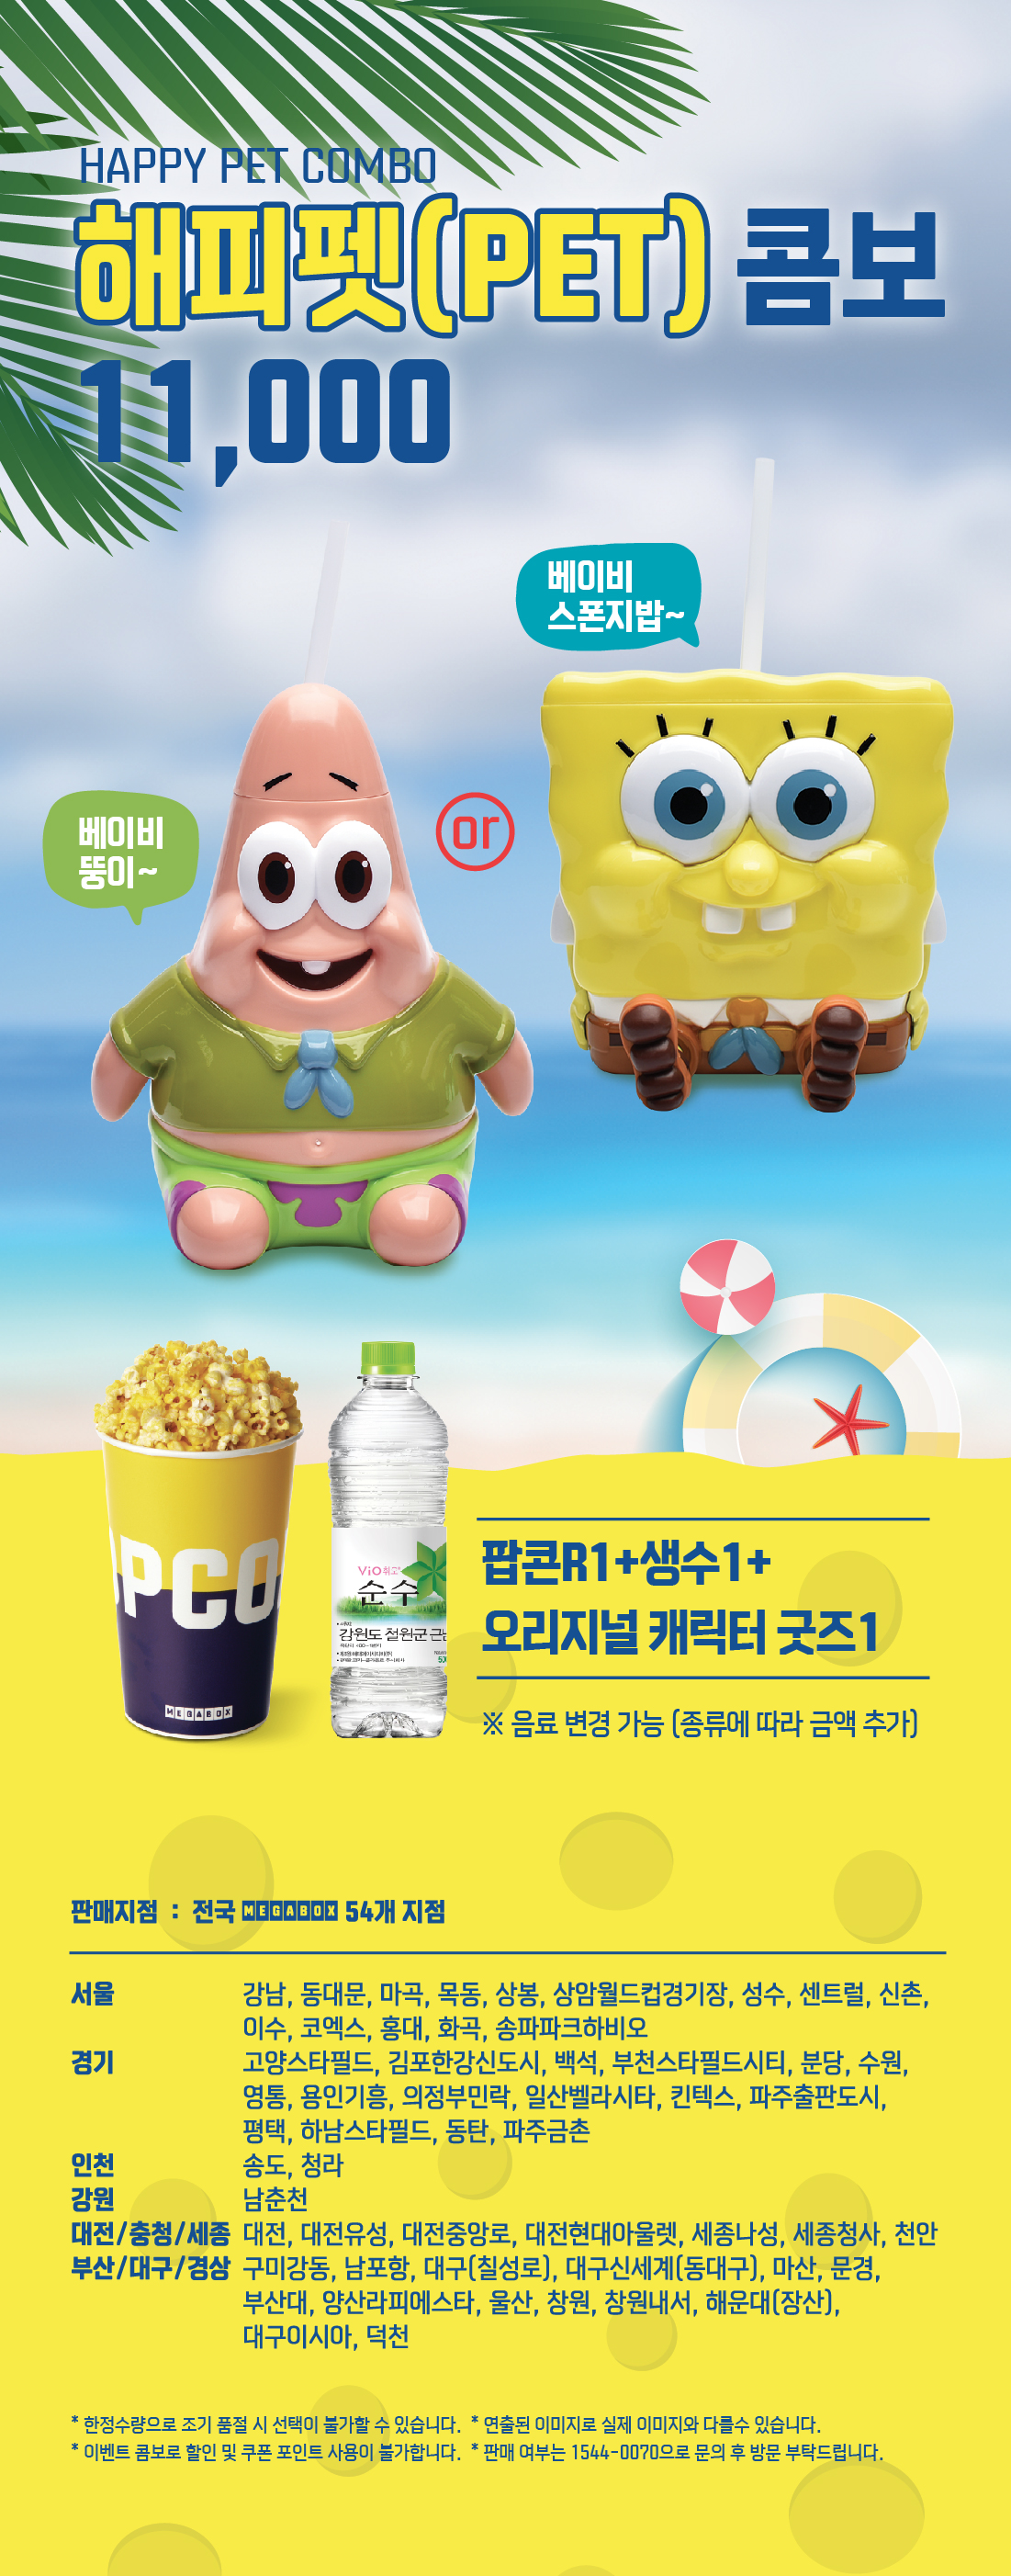 HAPPY PET COMBO
해피펫(PET) 콤보
11,000
베이비
스폰지밥~
베이비
뚱이~
or
PCO
MEGABOX
ViO 휘오
순수
강원도 철원군 근남
팝콘R1+생수1+
오리지널 캐릭터 굿즈1
※ 음료 변경 가능 (종류에 따라 금액 추가)
판매지점 : 전국 MEGABOX 54개 지점
서울 강남, 동대문, 마곡, 목동, 상봉, 상암월드컵경기장, 성수, 센트럴, 신촌,
이수, 코엑스, 홍대, 화곡, 송파파크하비오
경기 고양스타필드, 김포한강신도시, 백석, 부천스타필드시티, 분당, 수원,
영통, 용인기흥, 의정부민락, 일산벨라시타, 킨텍스, 파주출판도시,
평택, 하남스타필드, 동탄, 파주금촌
인천 송도, 청라
강원 남춘천
대전/충청/세종 대전, 대전유성, 대전중앙로, 대전현대아울렛, 세종나성, 세종청사, 천안
부산/대구/경상 구미강동, 남포항, 대구(칠성로), 대구신세계(동대구), 마산, 문경,
부산대, 양산라피에스타, 울산, 창원, 창원내서, 해운대(장산),
대구이시아, 덕천
* 한정수량으로 조기 품절 시 선택이 불가할 수 있습니다. * 연출된 이미지로 실제 이미지와 다를수 있습니다.
* 이벤트 콤보로 할인 및 쿠폰 포인트 사용이 불가합니다. * 판매 여부는 1544-0070으로 문의 후 방문 부탁드립니다.